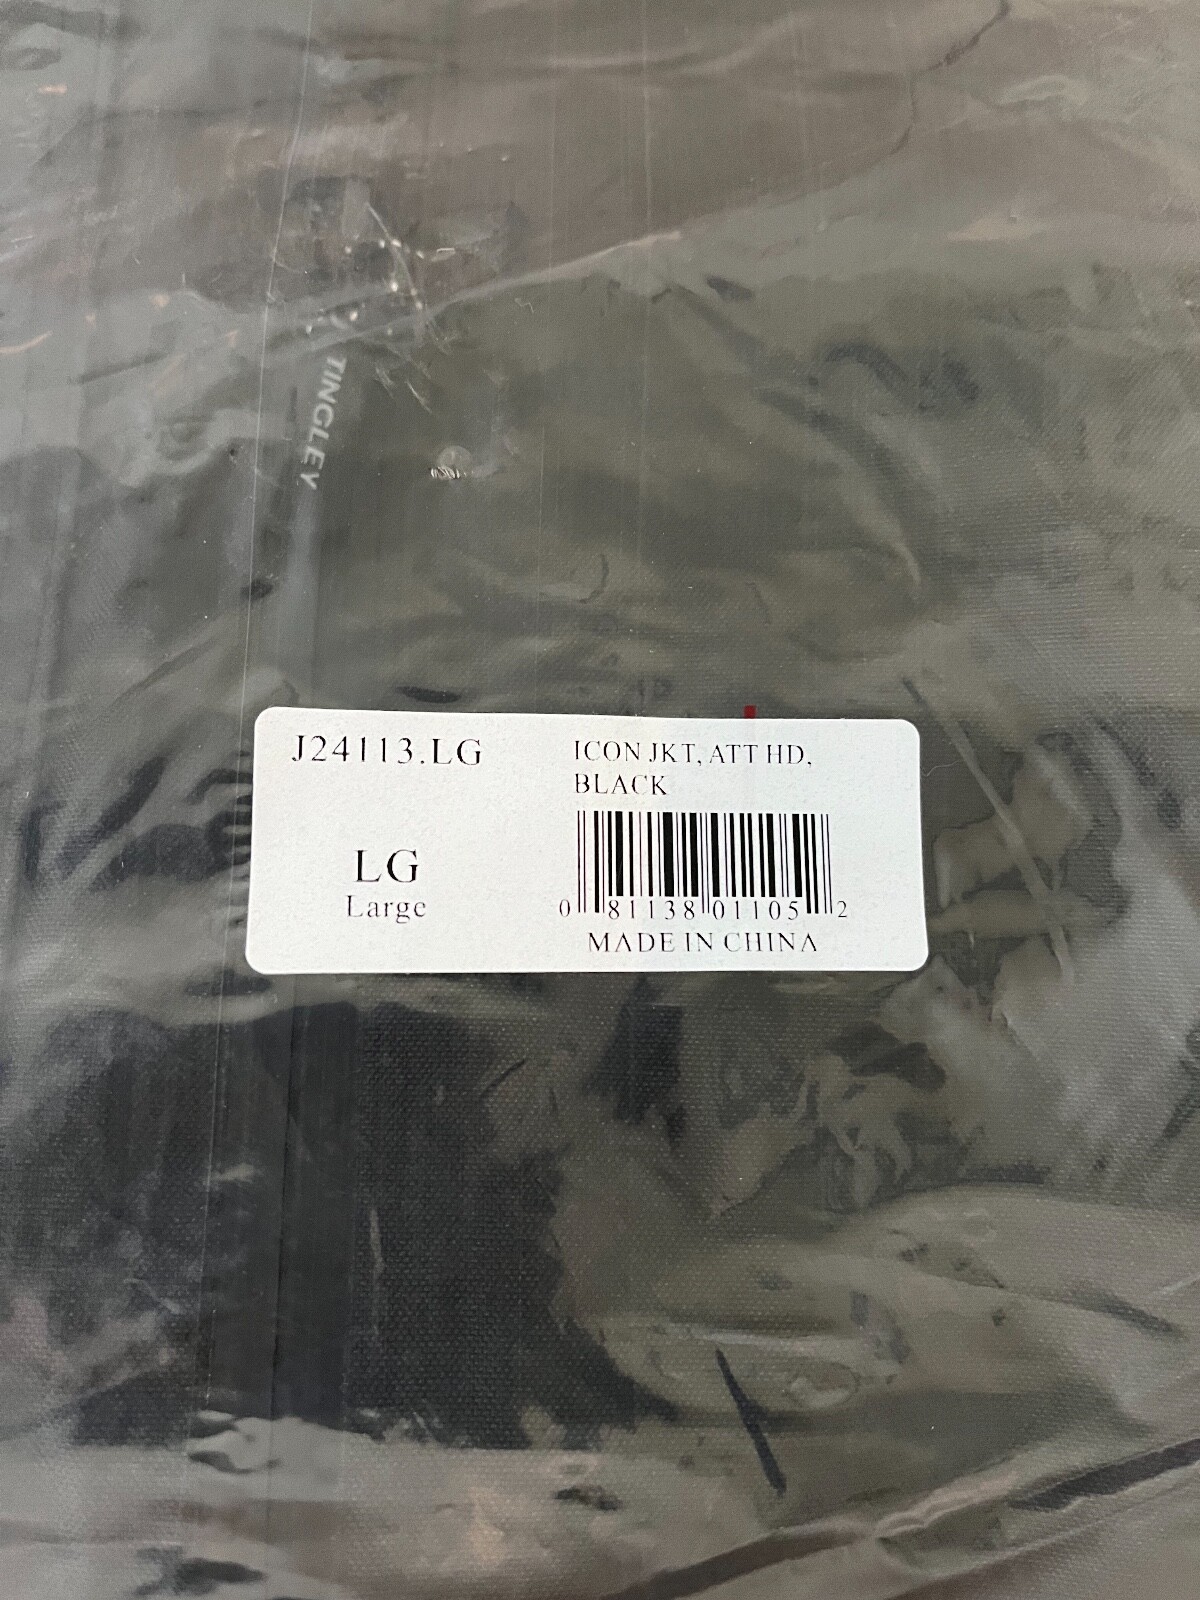 TINGLEY
J24113.LG
ICON JKT, ATT HD,
BLACK
LG
Large
0 81138 01105 2
MADE IN CHINA